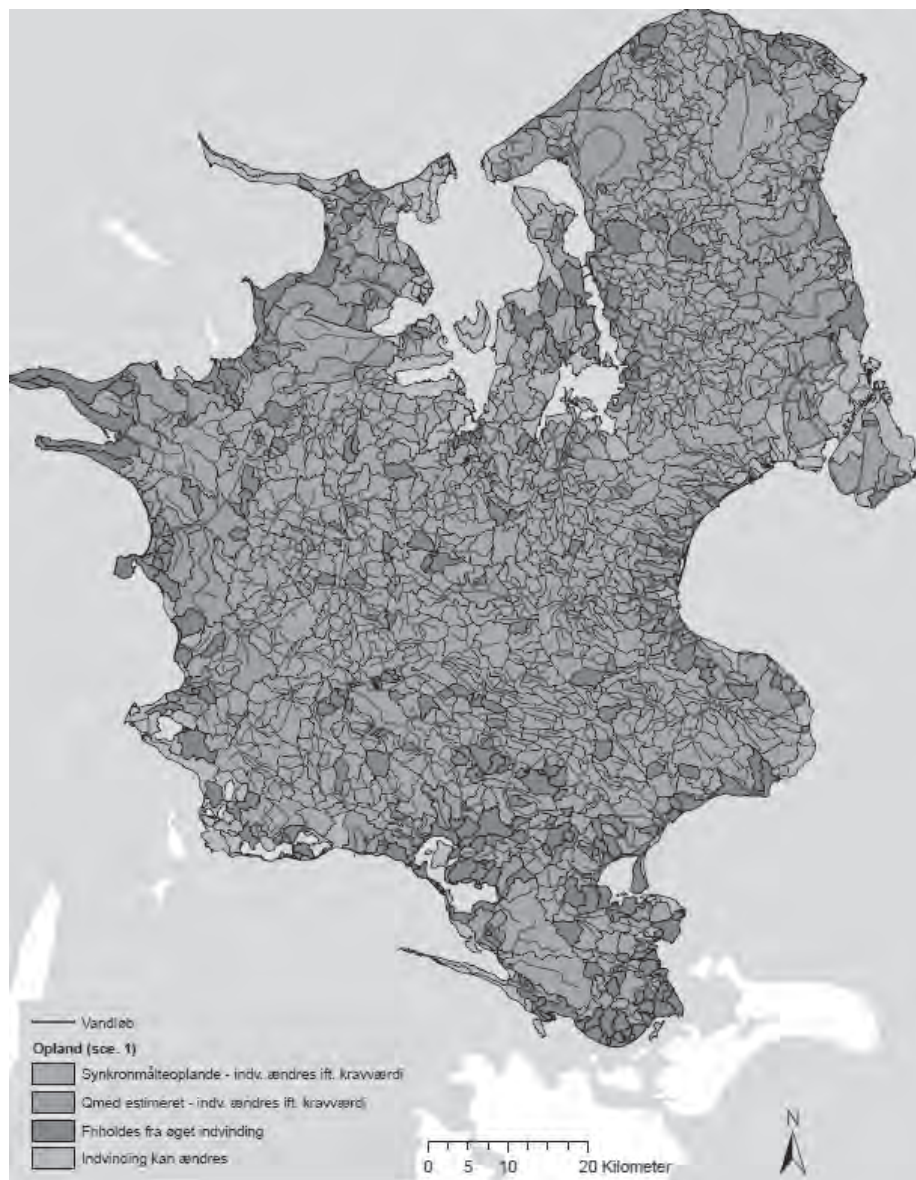 Vandløb
Opland (sce. 1)
Synkronmålteoplande - indv. ændres ift. kravværdi
Qmed estimeret - indv. ændres ift. kravværdi
Friholdes fra øget indvinding
Indvinding kan ændres
0 5 10 20 Kilometer
N